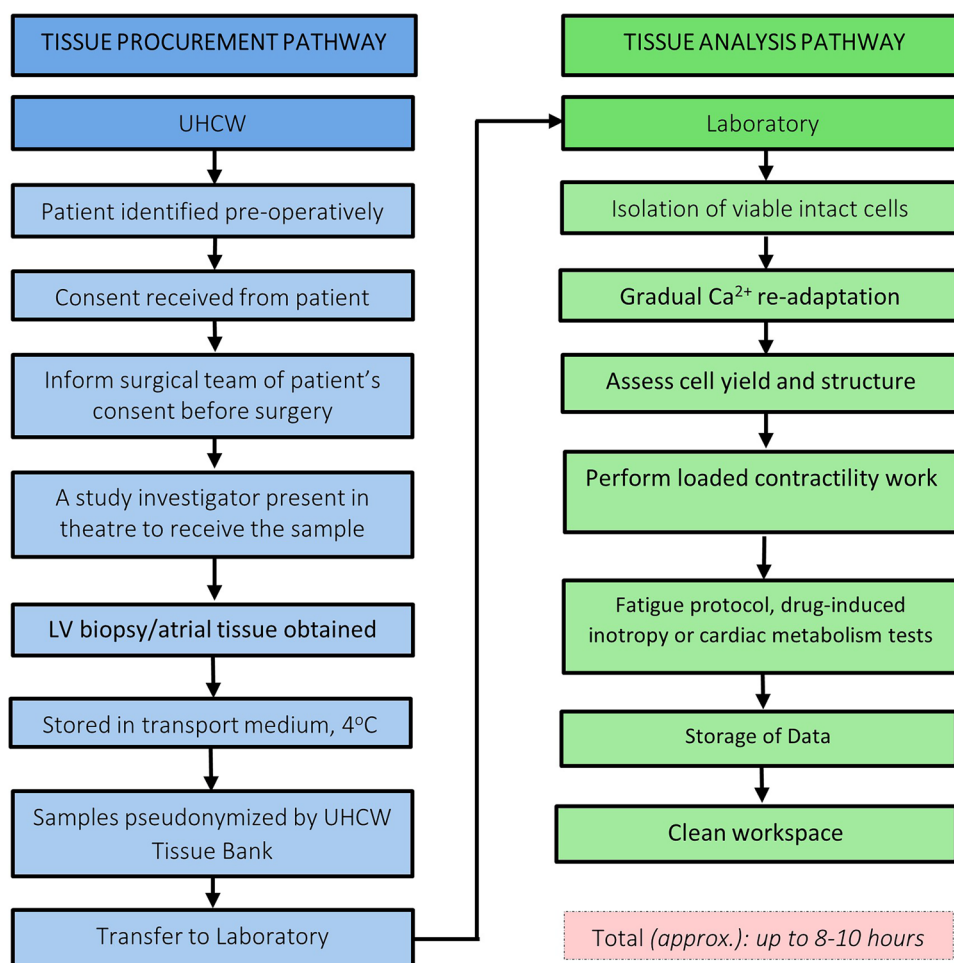 TISSUE PROCUREMENT PATHWAY
UHCW
Patient identified pre-operatively
Consent received from patient
Inform surgical team of patient’s
consent before surgery
A study investigator present in
theatre to receive the sample
LV biopsy/atrial tissue obtained
Stored in transport medium, 4°C
Samples pseudonymized by UHCW
Tissue Bank
Transfer to Laboratory
TISSUE ANALYSIS PATHWAY
Laboratory
Isolation of viable intact cells
Gradual Ca²⁺ re-adaptation
Assess cell yield and structure
Perform loaded contractility work
Fatigue protocol, drug-induced
inotropy or cardiac metabolism tests
Storage of Data
Clean workspace
Total (approx.): up to 8-10 hours